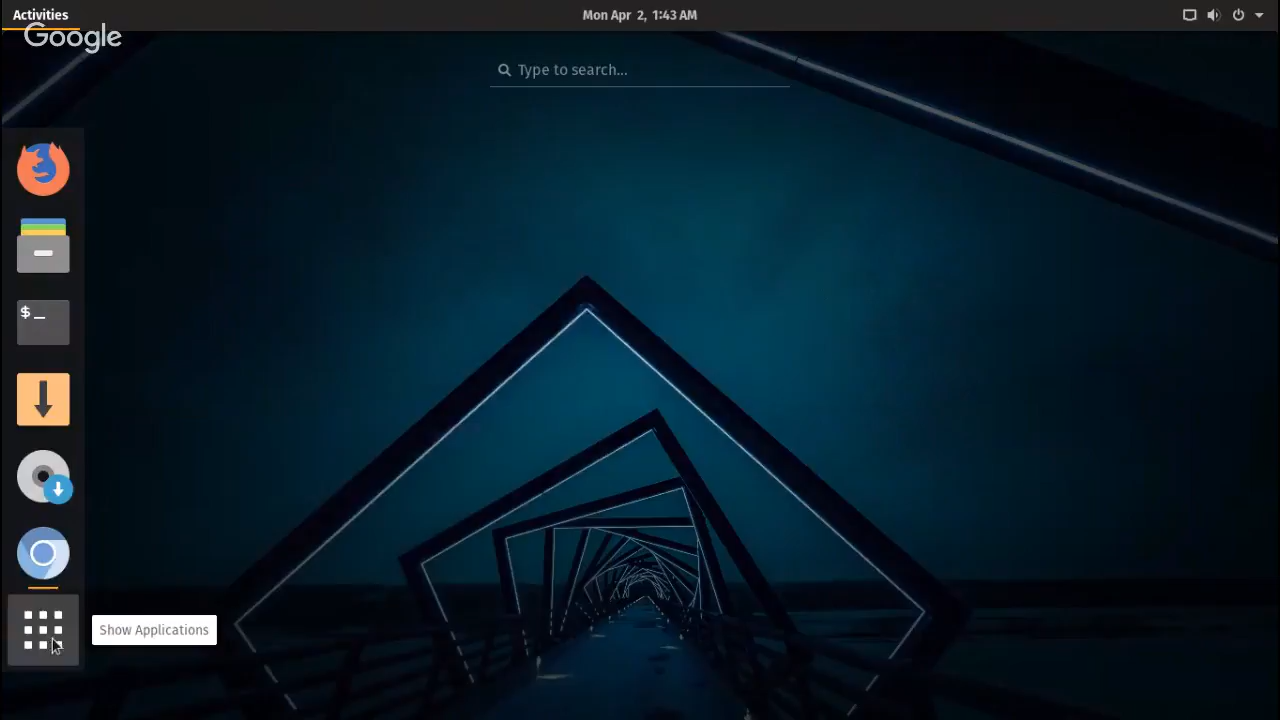 Activities
Mon Apr 2, 1:43 AM
Google
Type to search...
$_
Show Applications